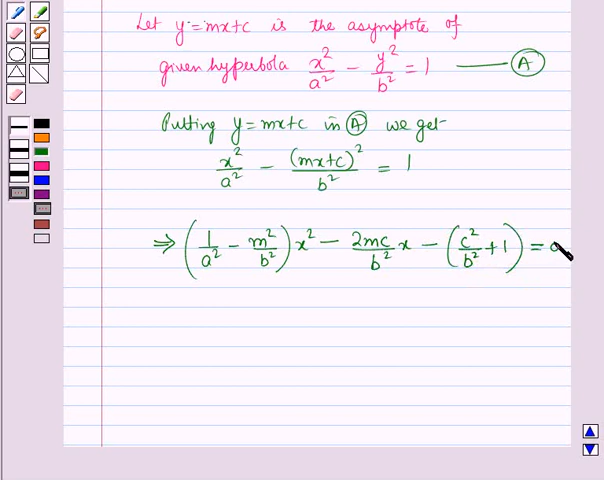 Let y=mx+c is the asymptote of
given hyperbola x²/a² − y²/b² = 1 —— Ⓐ
Putting y=mx+c in Ⓐ we get
x²/a² − (mx+c)²/b² = 1
⇒ (1/a² − m²/b²)x² − 2mc/b² x − (c²/b² + 1) = 0